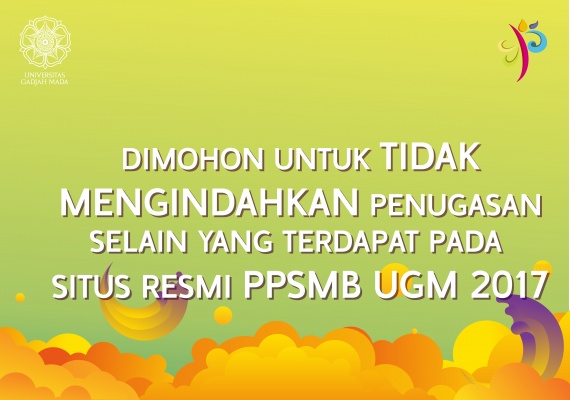 UNIVERSITAS
GADJAH MADA
DIMOHON UNTUK TIDAK
MENGINDAHKAN PENUGASAN
SELAIN YANG TERDAPAT PADA
SITUS RESMI PPSMB UGM 2017